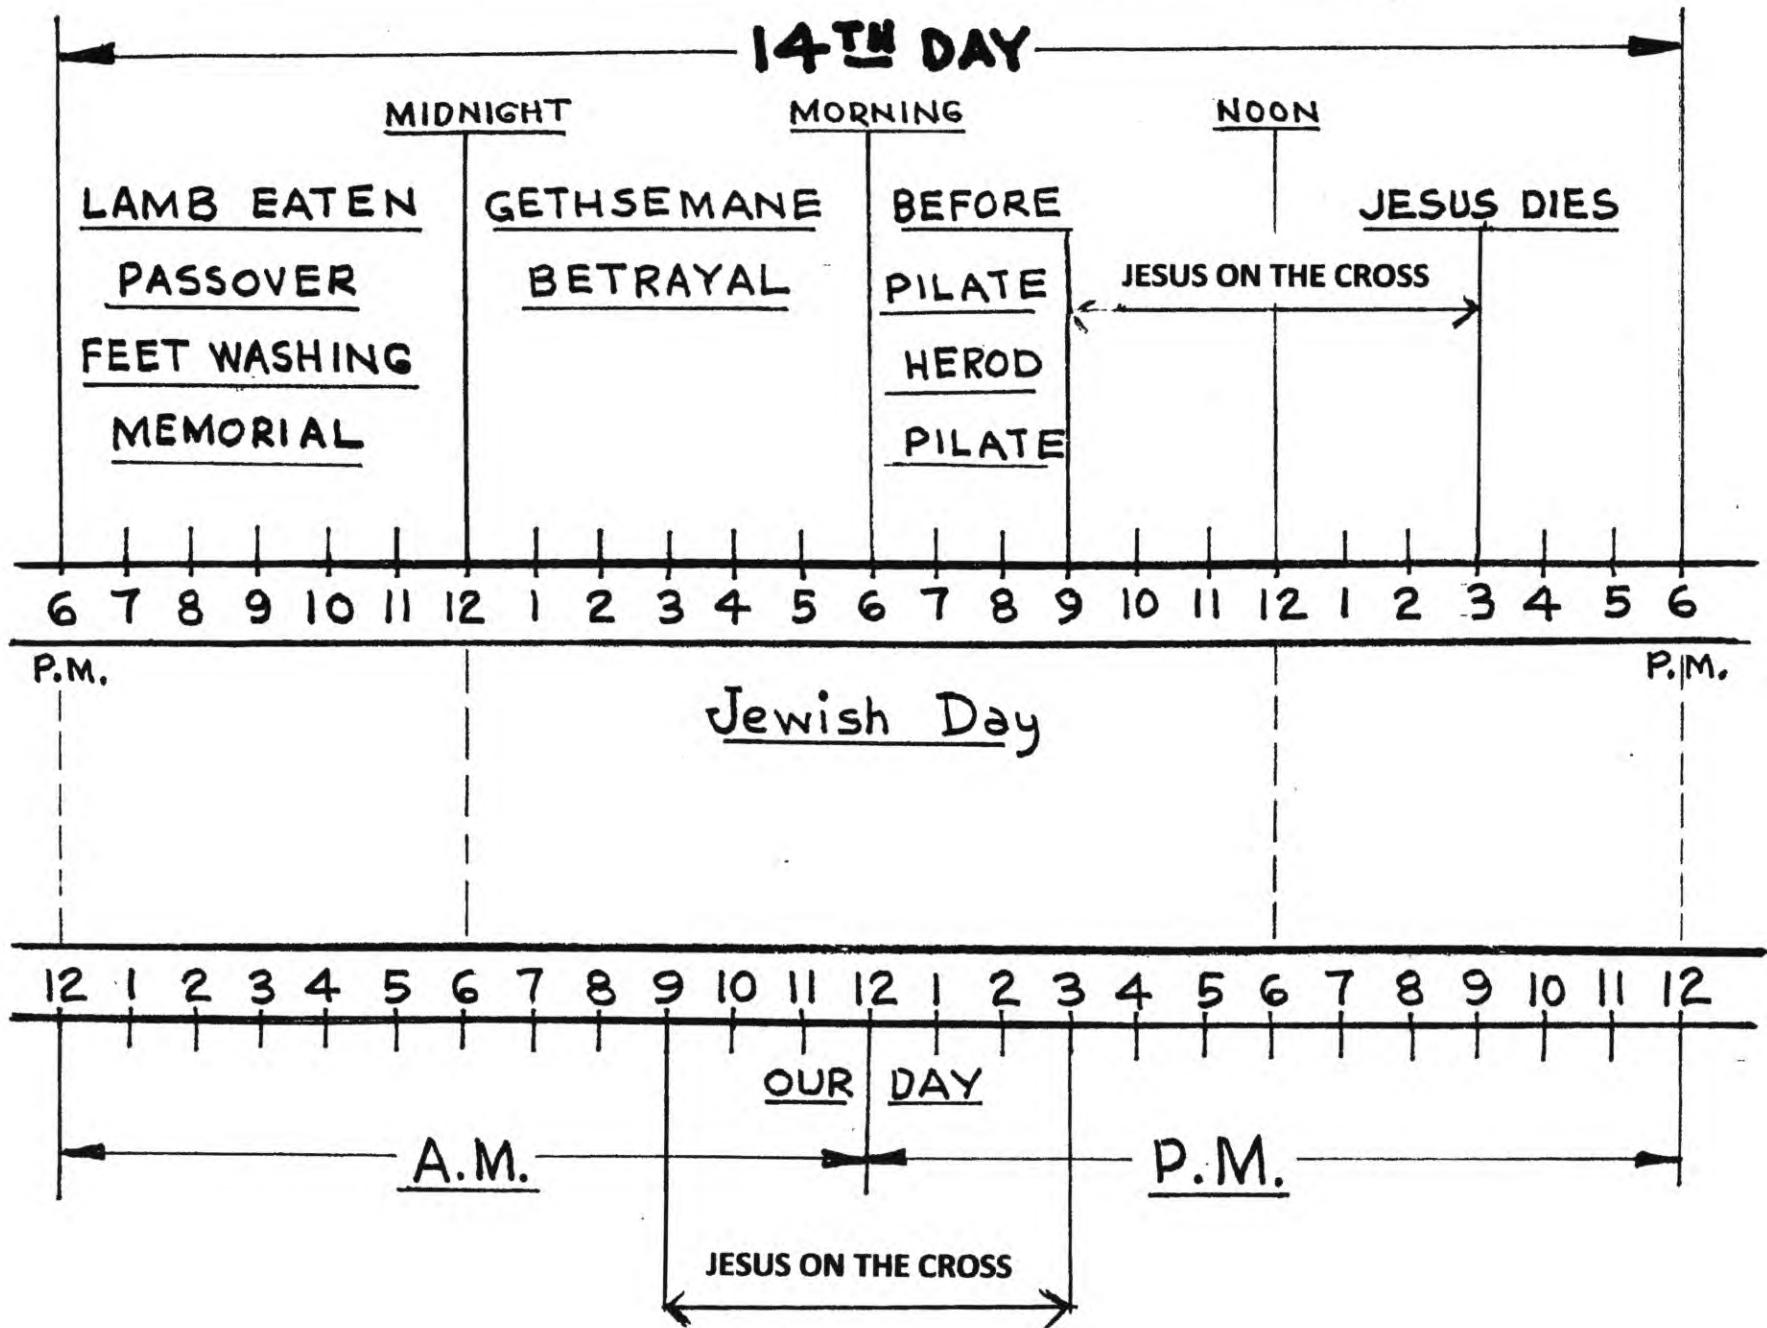 14TH DAY
MIDNIGHT MORNING NOON
LAMB EATEN GETHSEMANE BEFORE JESUS DIES
PASSOVER BETRAYAL PILATE JESUS ON THE CROSS
FEET WASHING HEROD
MEMORIAL PILATE
6 7 8 9 10 11 12 1 2 3 4 5 6 7 8 9 10 11 12 1 2 3 4 5 6
P.M. P.M.
Jewish Day
12 1 2 3 4 5 6 7 8 9 10 11 12 1 2 3 4 5 6 7 8 9 10 11 12
OUR DAY
A.M. P.M.
JESUS ON THE CROSS